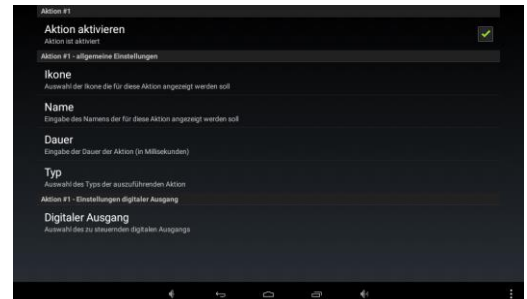 Aktion #1
Aktion aktivieren
Aktion ist aktiviert
Aktion #1 - allgemeine Einstellungen
Ikone
Auswahl der Ikone die für diese Aktion angezeigt werden soll
Name
Eingabe des Namens der für diese Aktion angezeigt werden soll
Dauer
Eingabe der Dauer der Aktion (in Millisekunden)
Typ
Auswahl des Typs der auszuführenden Aktion
Aktion #1 - Einstellungen digitaler Ausgang
Digitaler Ausgang
Auswahl des zu steuernden digitalen Ausgangs